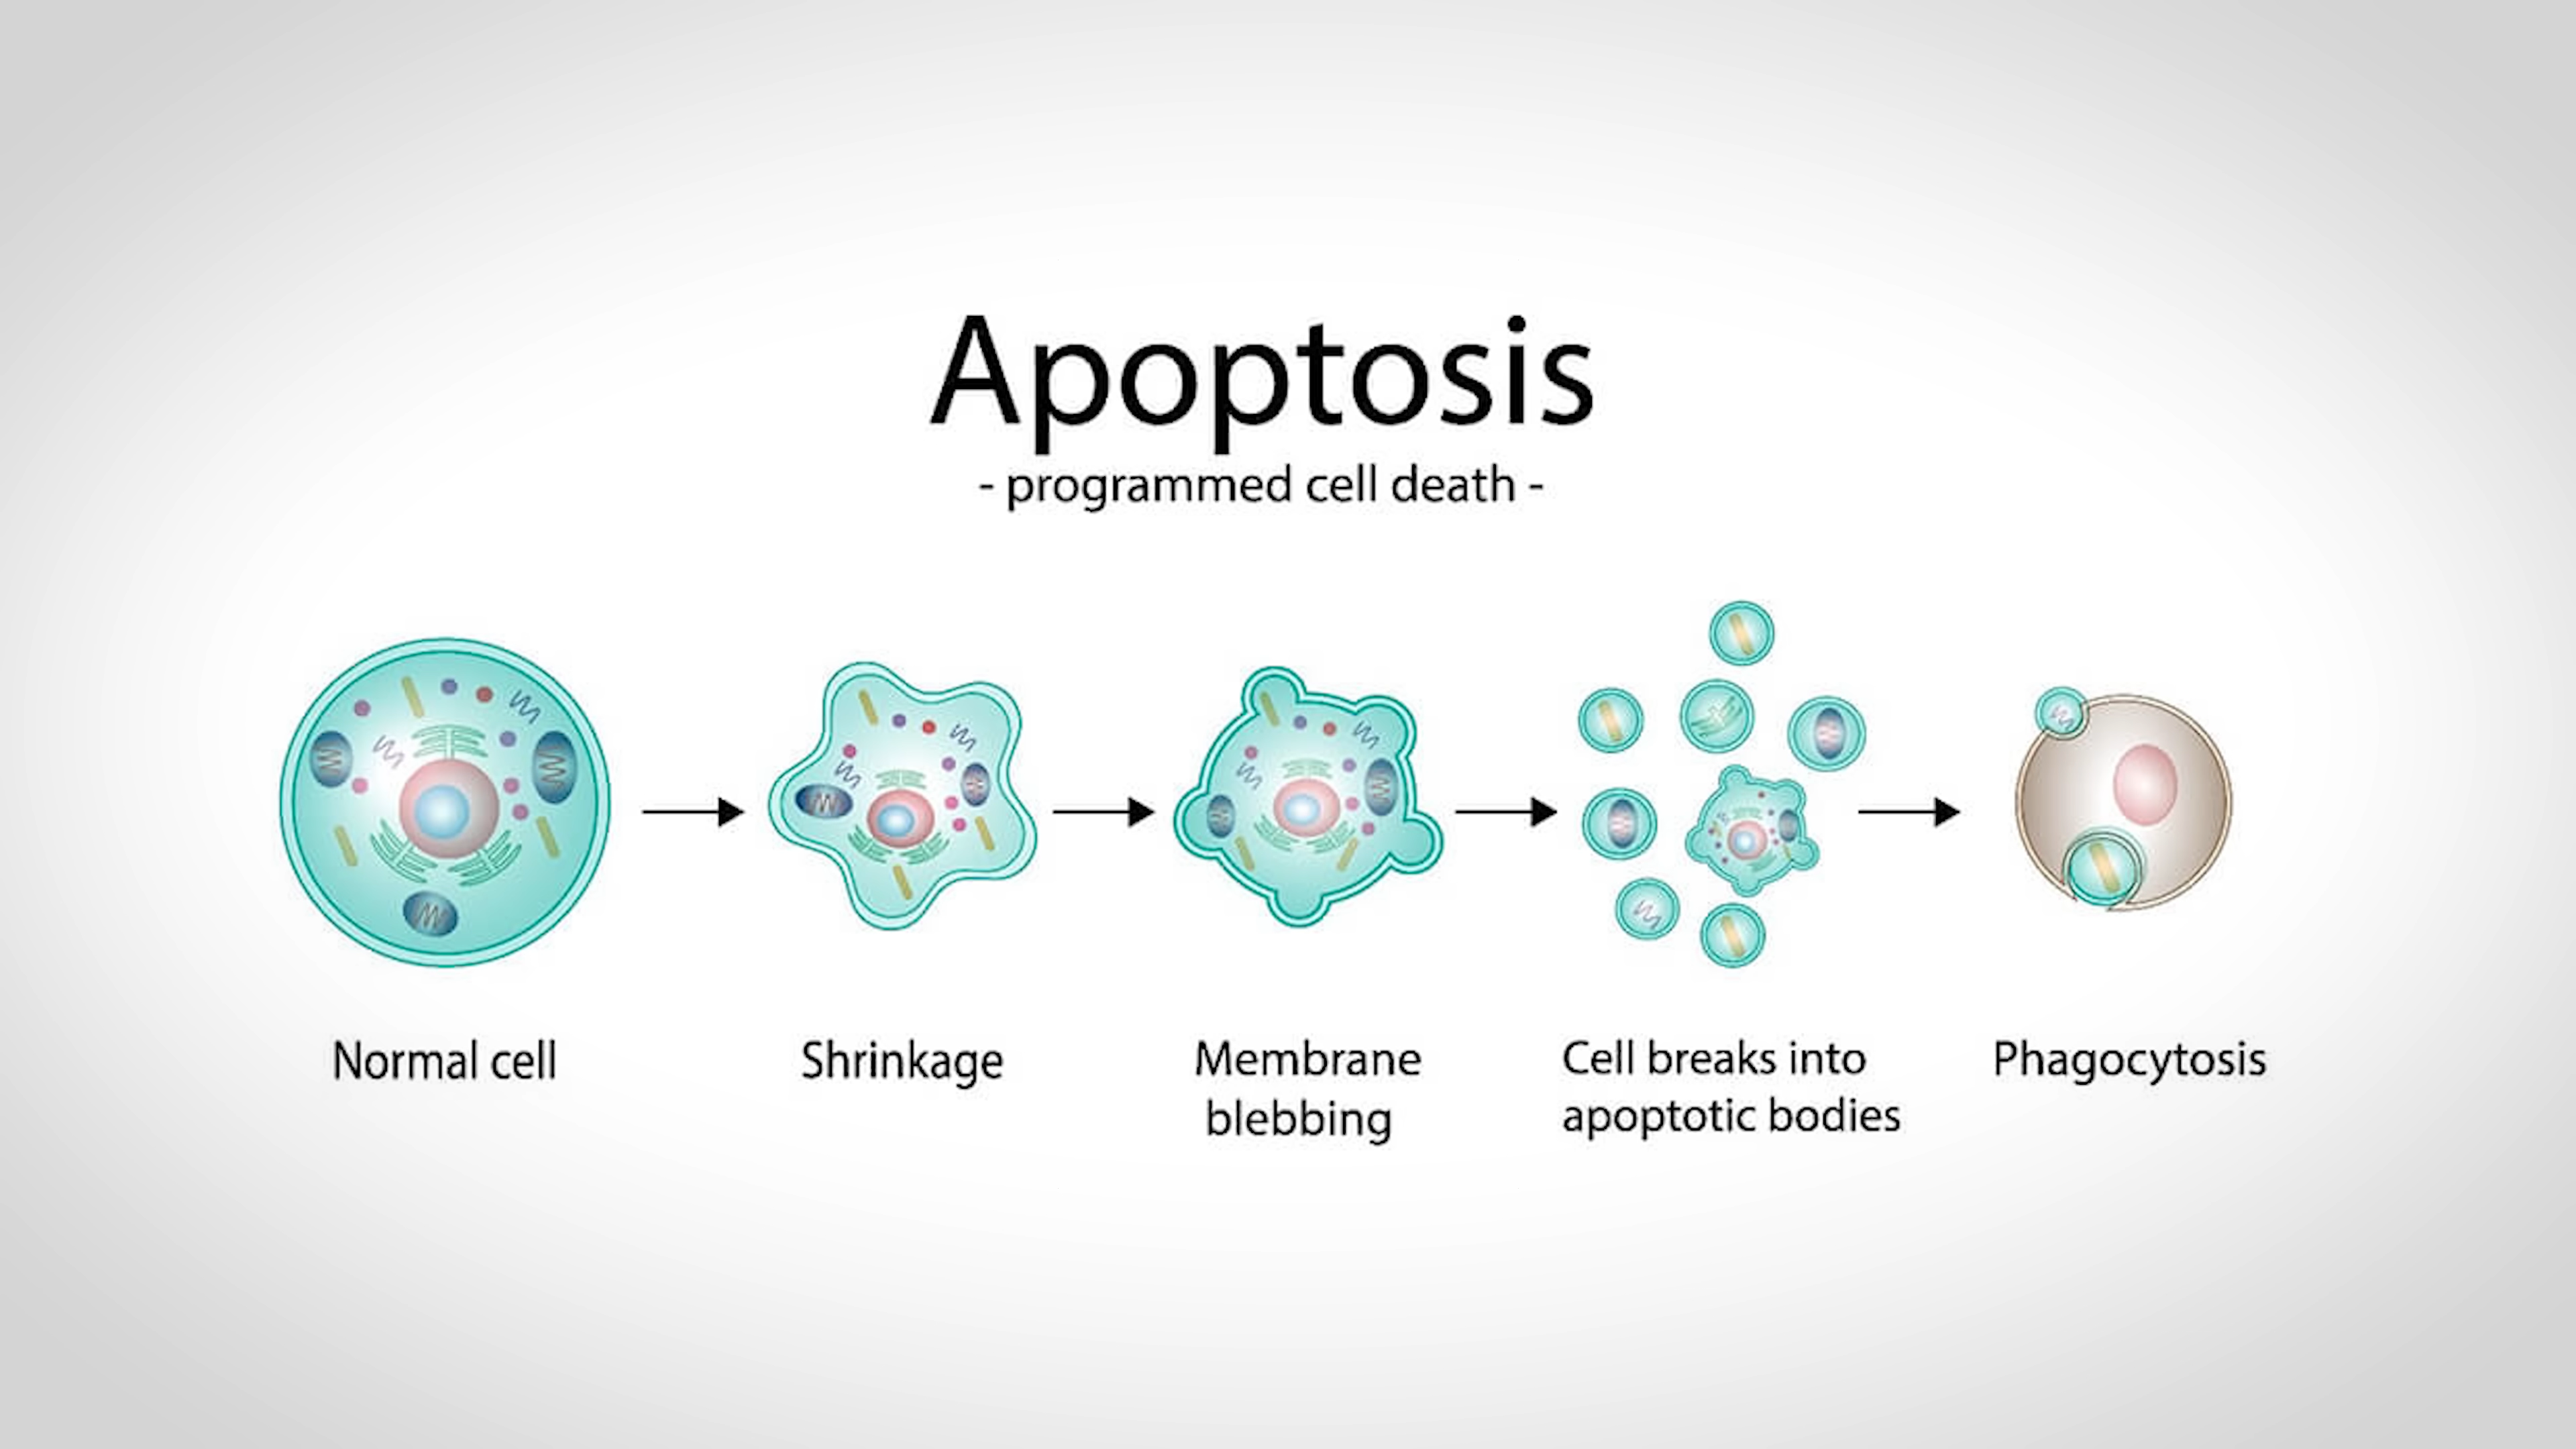 Apoptosis
- programmed cell death -
Normal cell
Shrinkage
Membrane
blebbing
Cell breaks into
apoptotic bodies
Phagocytosis